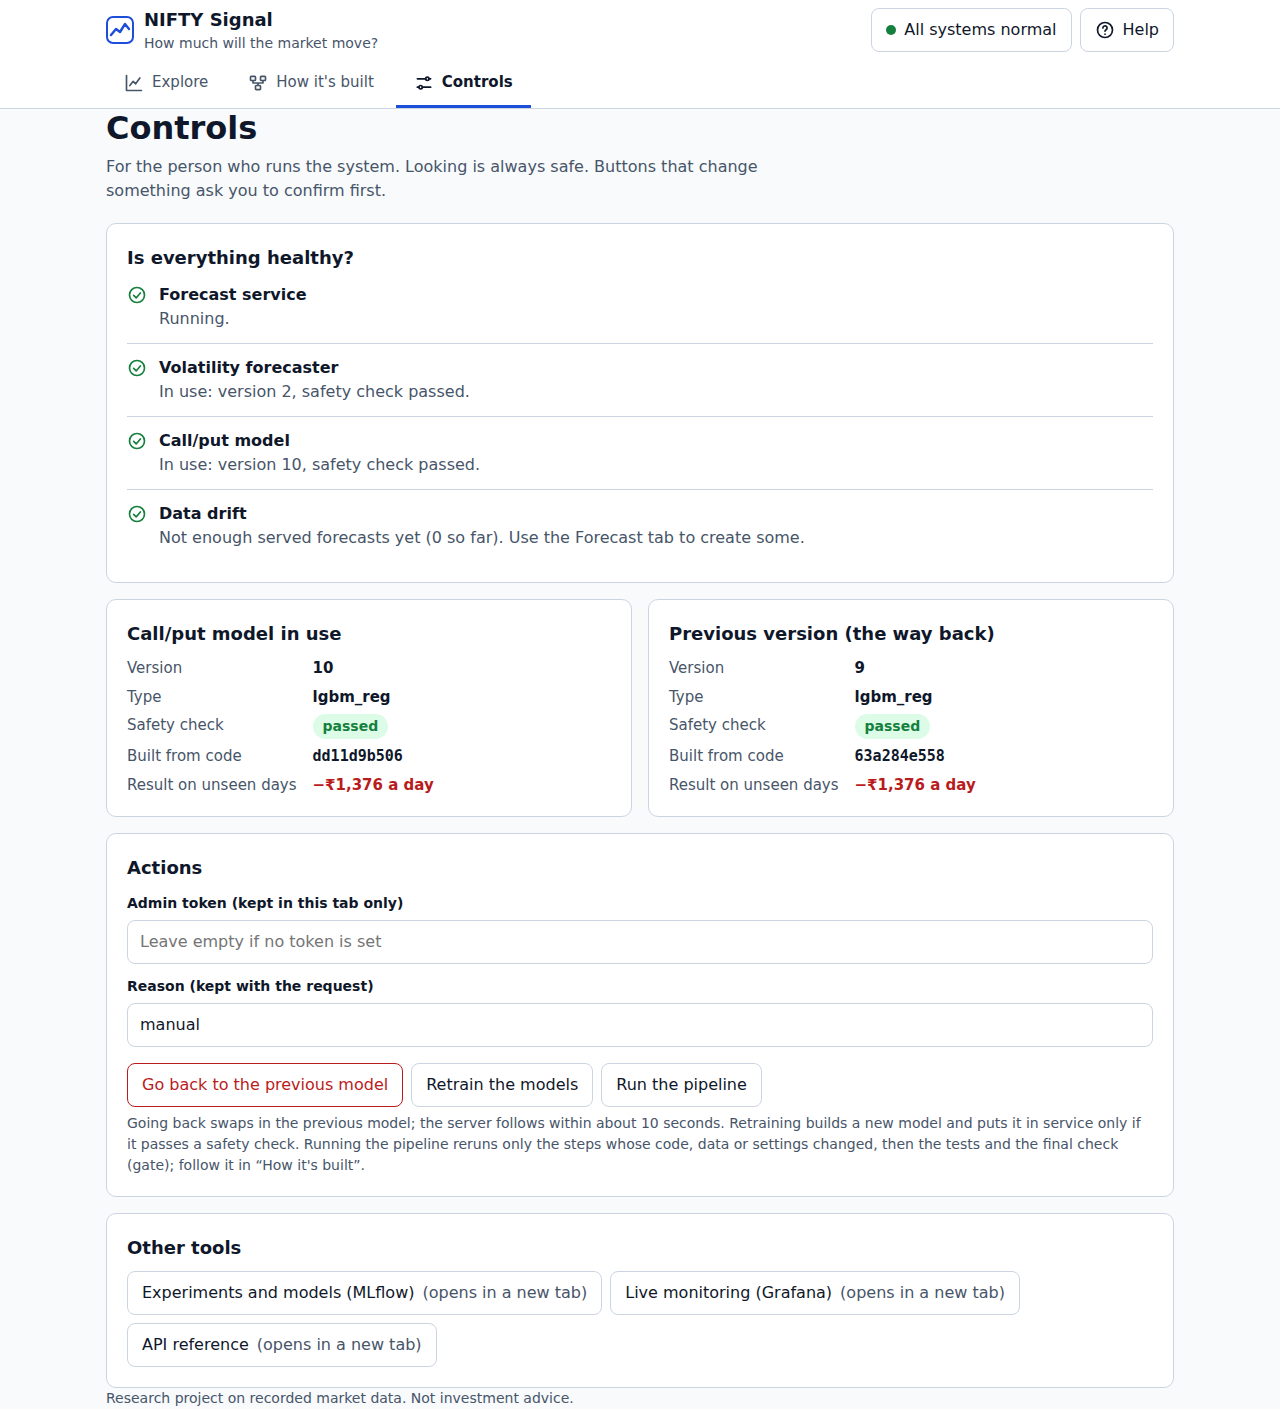 NIFTY Signal
How much will the market move?
All systems normal
Help
Explore
How it's built
Controls
Controls
For the person who runs the system. Looking is always safe. Buttons that change
something ask you to confirm first.
Is everything healthy?
Forecast service
Running.
Volatility forecaster
In use: version 2, safety check passed.
Call/put model
In use: version 10, safety check passed.
Data drift
Not enough served forecasts yet (0 so far). Use the Forecast tab to create some.
Call/put model in use
Version 10
Type lgbm_reg
Safety check passed
Built from code dd11d9b506
Result on unseen days −₹1,376 a day
Previous version (the way back)
Version 9
Type lgbm_reg
Safety check passed
Built from code 63a284e558
Result on unseen days −₹1,376 a day
Actions
Admin token (kept in this tab only)
Leave empty if no token is set
Reason (kept with the request)
manual
Go back to the previous model
Retrain the models
Run the pipeline
Going back swaps in the previous model; the server follows within about 10 seconds. Retraining builds a new model and puts it in service only if
it passes a safety check. Running the pipeline reruns only the steps whose code, data or settings changed, then the tests and the final check
(gate); follow it in “How it's built”.
Other tools
Experiments and models (MLflow) (opens in a new tab)
Live monitoring (Grafana) (opens in a new tab)
API reference (opens in a new tab)
Research project on recorded market data. Not investment advice.